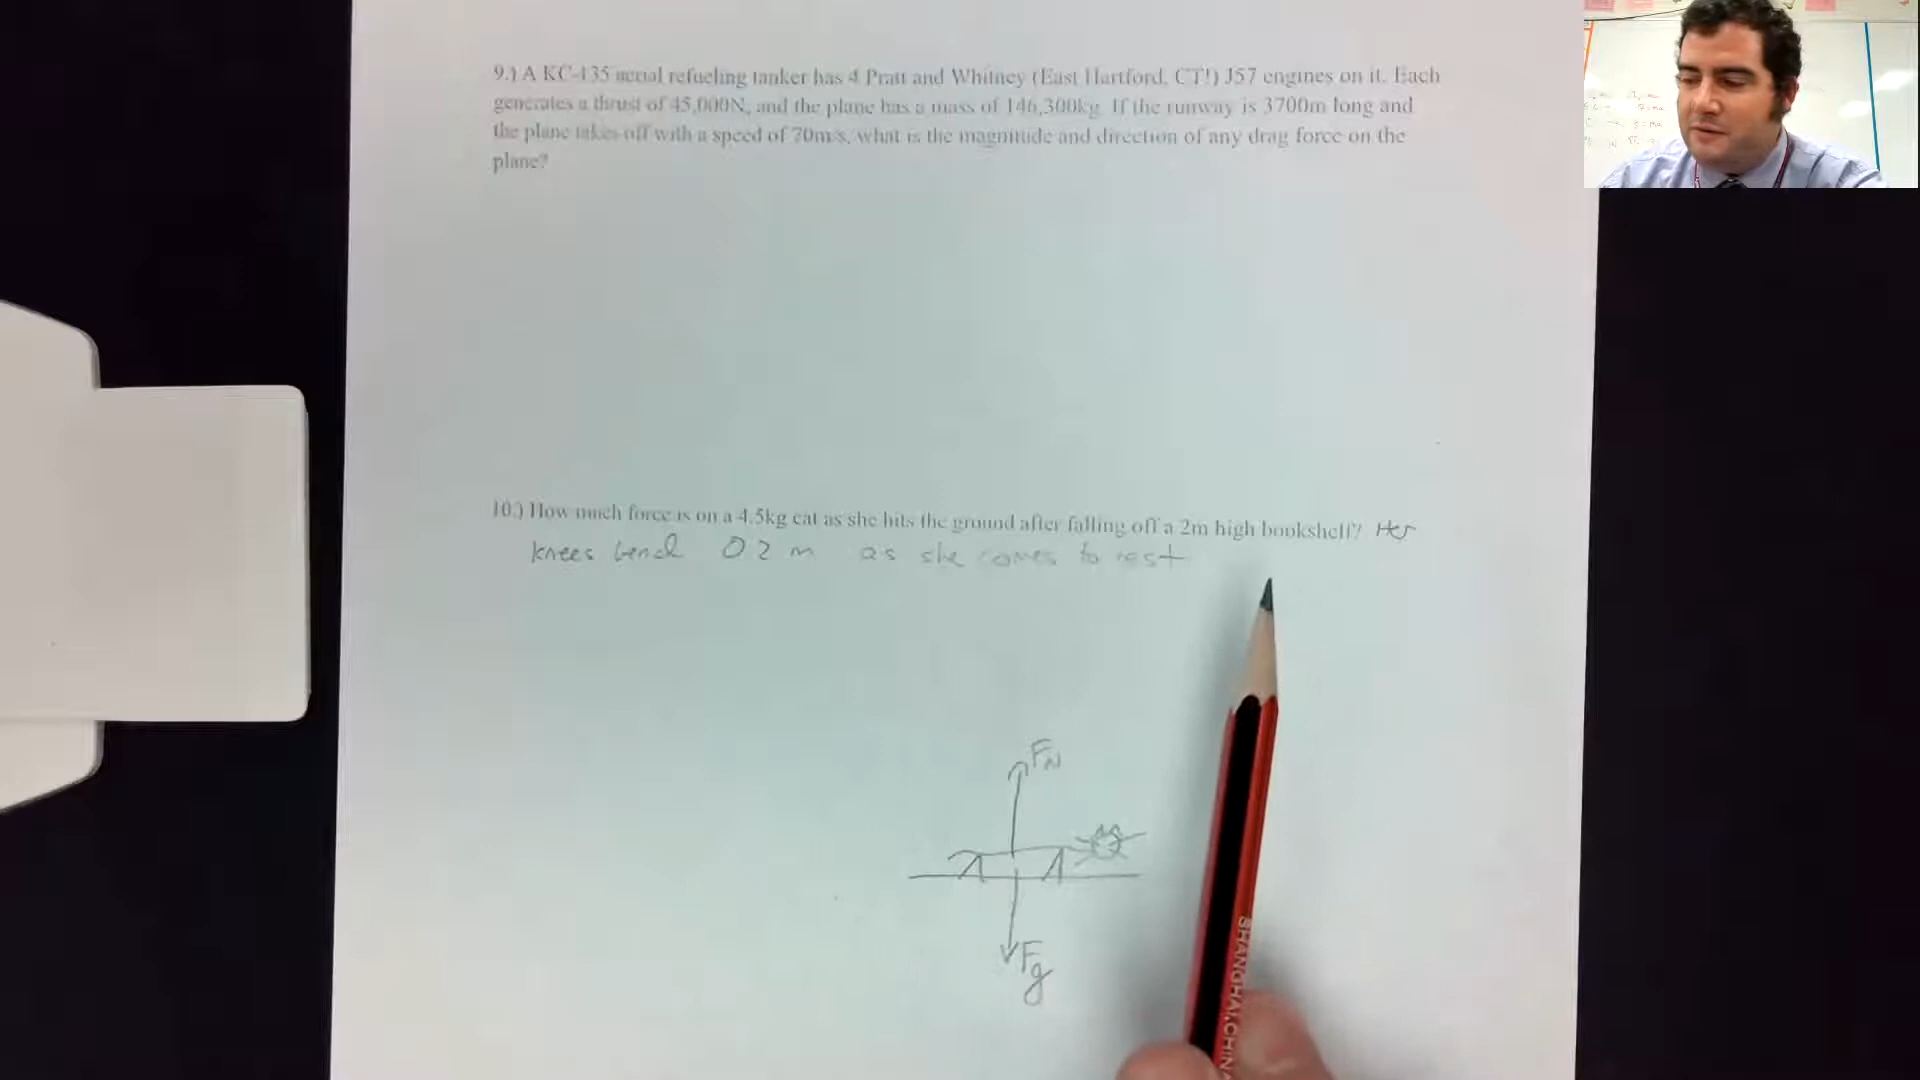 9.) A KC-135 aerial refueling tanker has 4 Pratt and Whitney (East Hartford, CT!) J57 engines on it. Each
generates a thrust of 45,000N, and the plane has a mass of 146,300kg. If the runway is 3700m long and
the plane takes off with a speed of 70m/s, what is the magnitude and direction of any drag force on the
plane?
10.) How much force is on a 4.5kg cat as she hits the ground after falling off a 2m high bookshelf? Her
knees bend 0.2 m as she comes to rest
FN
Fg
SHANGHAI, CHINA